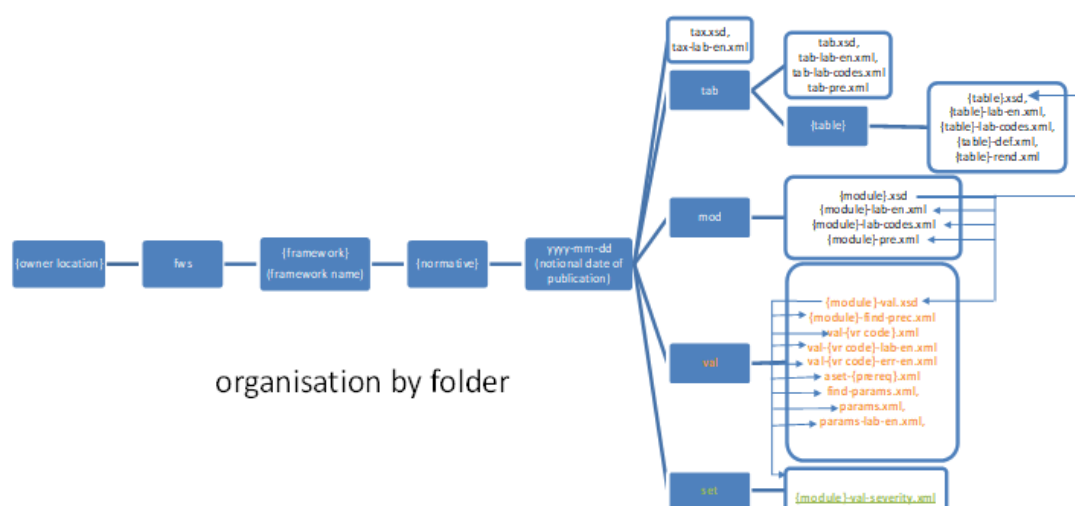 tax.xsd,
tax-lab-en.xml
tab.xsd,
tab-lab-en.xml,
tab-lab-codes.xml
tab-pre.xml
tab
{table}
{table}.xsd,
{table}-lab-en.xml,
{table}-lab-codes.xml,
{table}-def.xml,
{table}-rend.xml
mod
{module}.xsd
{module}-lab-en.xml
{module}-lab-codes.xml
{module}-pre.xml
{owner location}
fws
{framework}
(framework name)
{normative}
yyyy-mm-dd
(notional date of
publication)
val
{module}-val.xsd
{module}-find-prec.xml
val-{vr code}.xml
val-{vr code}-lab-en.xml
val-{vr code}-err-en.xml
aset-{prereq}.xml
find-params.xml,
params.xml,
params-lab-en.xml,
organisation by folder
set
{module}-val-severity.xml